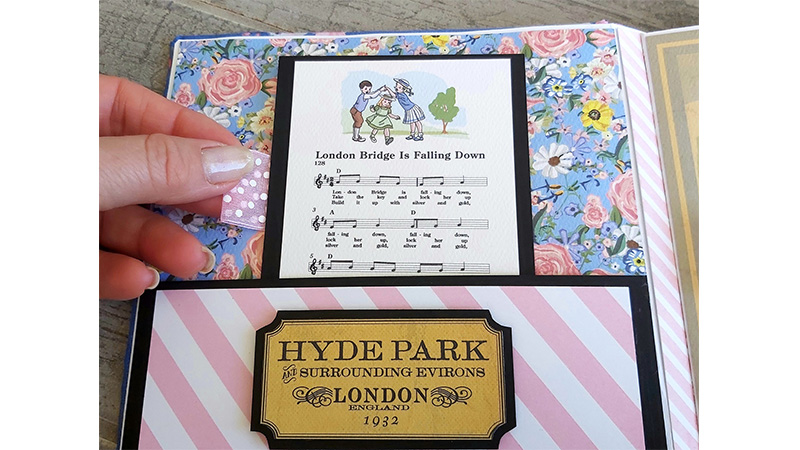 London Bridge Is Falling Down
128
D
Lon - don Bridge is fall - ing down,
Take the key and lock her up
Build it up with silver and gold,
3
A D
fall - ing down, fall - ing down,
lock her up, lock her up
silver and gold, silver and gold,
5
D
HYDE PARK
AND SURROUNDING EVIRONS
LONDON
ENGLAND
1932